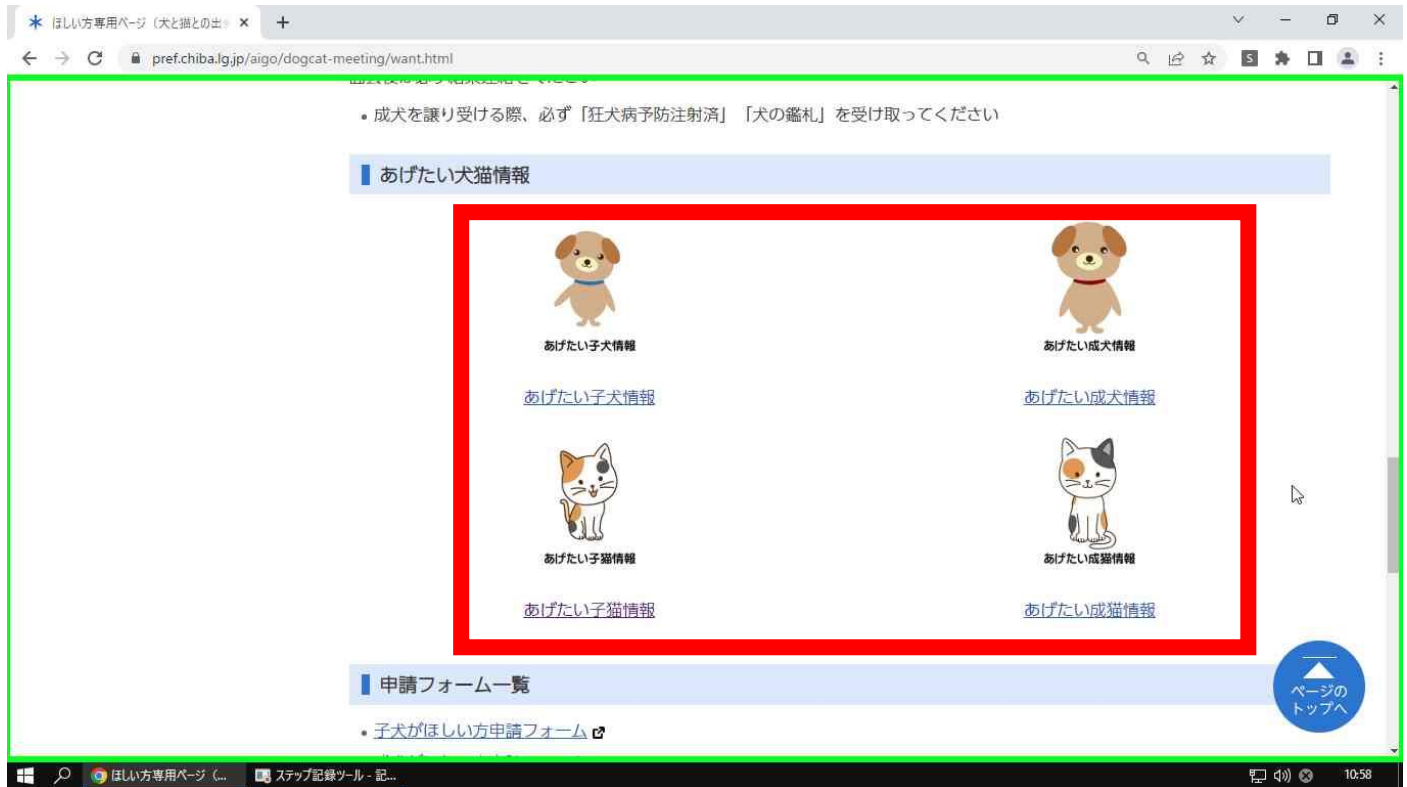 ほしい方専用ページ（犬と猫との出
pref.chiba.lg.jp/aigo/dogcat-meeting/want.html
• 成犬を譲り受ける際、必ず「狂犬病予防注射済」「犬の鑑札」を受け取ってください
あげたい犬猫情報
あげたい子犬情報 あげたい成犬情報
あげたい子犬情報 あげたい成犬情報
あげたい子猫情報 あげたい成猫情報
あげたい子猫情報 あげたい成猫情報
申請フォーム一覧
• 子犬がほしい方申請フォーム
ページの
トップへ
ほしい方専用ページ（... ステップ記録ツール - 記... 10:58